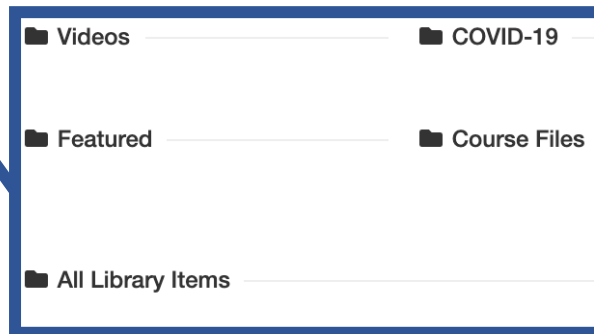 Videos
COVID-19
Featured
Course Files
All Library Items